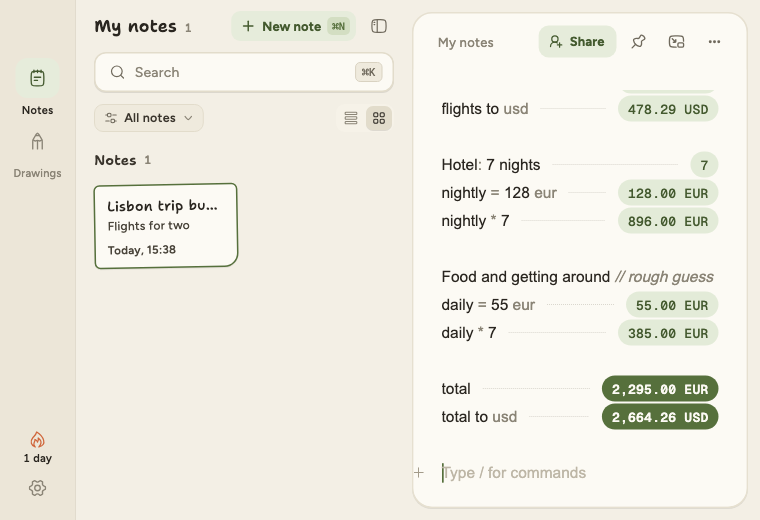 My notes 1
New note ⌘N
Search ⌘K
All notes
Notes 1
Lisbon trip bu...
Flights for two
Today, 15:38
Notes
Drawings
1 day
My notes
Share
flights to usd 478.29 USD
Hotel: 7 nights 7
nightly = 128 eur 128.00 EUR
nightly * 7 896.00 EUR
Food and getting around // rough guess
daily = 55 eur 55.00 EUR
daily * 7 385.00 EUR
total 2,295.00 EUR
total to usd 2,664.26 USD
Type / for commands